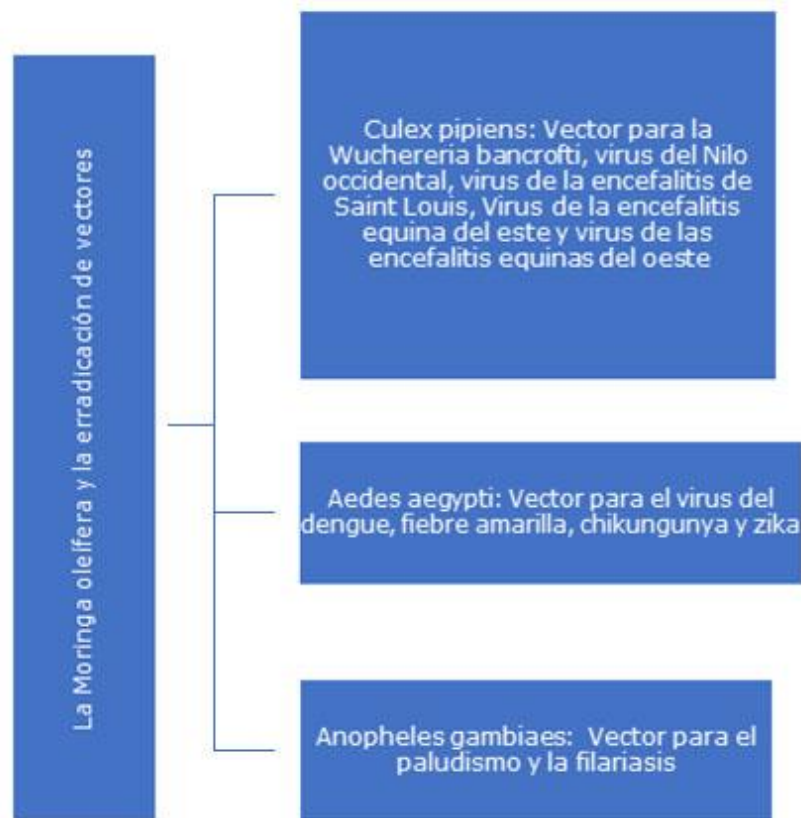 La Moringa oleífera y la erradicación de vectores
Culex pipiens: Vector para la
Wuchereria bancrofti, virus del Nilo
occidental, virus de la encefalitis de
Saint Louis, Virus de la encefalitis
equina del este y virus de las
encefalitis equinas del oeste
Aedes aegypti: Vector para el virus del
dengue, fiebre amarilla, chikungunya y zika
Anopheles gambiaes:  Vector para el
paludismo y la filariasis